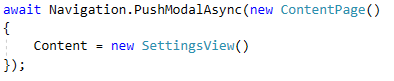 await Navigation.PushModalAsync(new ContentPage()
{
    Content = new SettingsView()
});